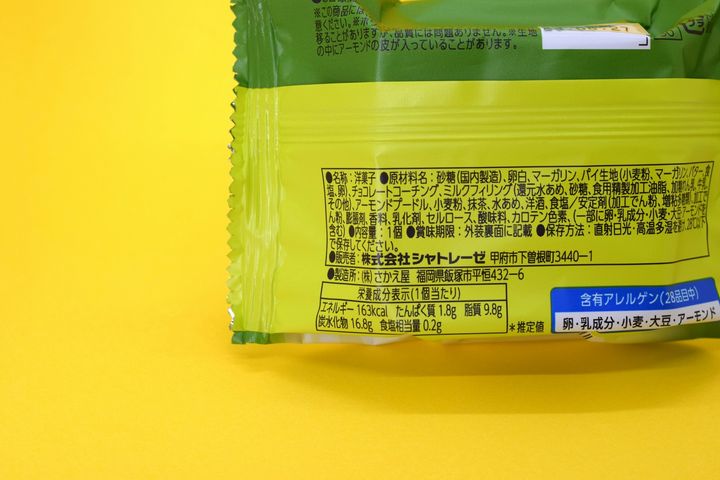 ※この商品には
移ることがありますが、品質には問題ありません。※生地
の中にアーモンドの皮が入っていることがあります。
●名称：洋菓子 ●原材料名：砂糖（国内製造）、卵白、マーガリン、パイ生地（小麦粉、マーガリン、バター、食
塩、卵）、チョコレートコーチング、ミルクフィリング（還元水あめ、砂糖、食用精製加工油脂、
その他）、アーモンドプードル、小麦粉、抹茶、水あめ、洋酒、食塩／安定剤（加工でん粉、増粘多糖類）、加工で
ん粉、膨脹剤、香料、乳化剤、セルロース、酸味料、カロテン色素、（一部に卵・乳成分・小麦・大豆・アーモンドを
含む） ●内容量：1個 ●賞味期限：外装裏面に記載 ●保存方法：直射日光・高温多湿を避け、28℃以下
で保存してください。
●販売者：株式会社シャトレーゼ 甲府市下曽根町3440-1
●製造所：（株）さかえ屋 福岡県飯塚市平恒432-6
栄養成分表示（1個当たり）
エネルギー 163kcal たんぱく質 1.8g 脂質 9.8g
炭水化物 16.8g 食塩相当量 0.2g
*推定値
含有アレルゲン（28品目中）
卵・乳成分・小麦・大豆・アーモンド